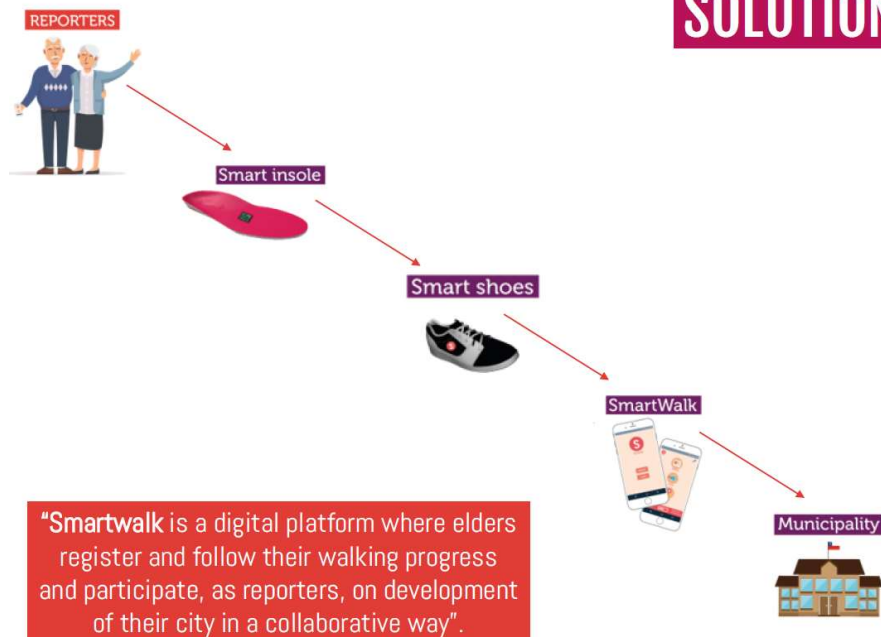 SOLUTION
REPORTERS
Smart insole
Smart shoes
SmartWalk
S
S
Municipality
"Smartwalk is a digital platform where elders
register and follow their walking progress
and participate, as reporters, on development
of their city in a collaborative way".